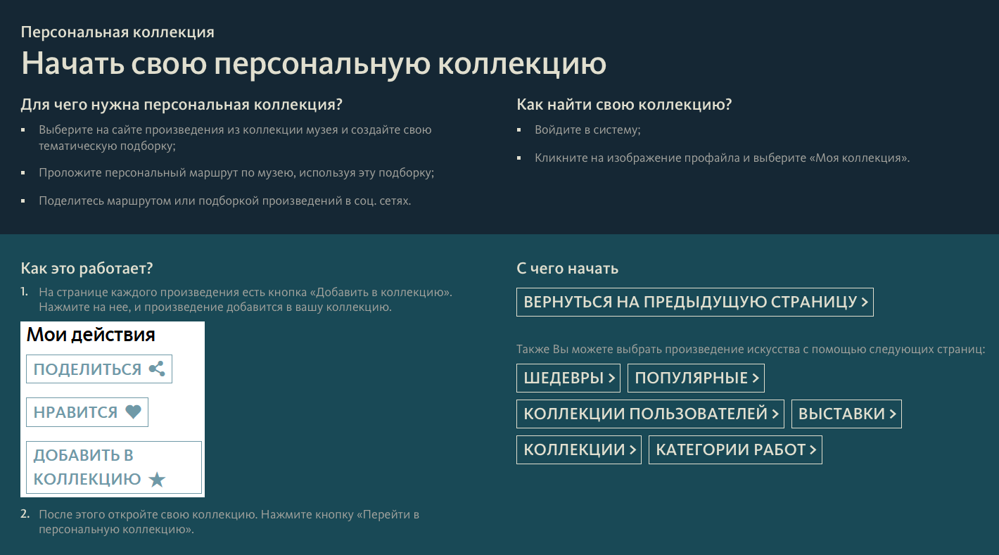 Персональная коллекция
Начать свою персональную коллекцию
Для чего нужна персональная коллекция?
Выберите на сайте произведения из коллекции музея и создайте свою
тематическую подборку;
Проложите персональный маршрут по музею, используя эту подборку;
Поделитесь маршрутом или подборкой произведений в соц. сетях.
Как найти свою коллекцию?
Войдите в систему;
Кликните на изображение профайла и выберите «Моя коллекция».
Как это работает?
1. На странице каждого произведения есть кнопка «Добавить в коллекцию».
Нажмите на нее, и произведение добавится в вашу коллекцию.
Мои действия
ПОДЕЛИТЬСЯ
НРАВИТСЯ
ДОБАВИТЬ В
КОЛЛЕКЦИЮ
2. После этого откройте свою коллекцию. Нажмите кнопку «Перейти в
персональную коллекцию».
С чего начать
ВЕРНУТЬСЯ НА ПРЕДЫДУЩУЮ СТРАНИЦУ >
Также Вы можете выбрать произведение искусства с помощью следующих страниц:
ШЕДЕВРЫ > ПОПУЛЯРНЫЕ >
КОЛЛЕКЦИИ ПОЛЬЗОВАТЕЛЕЙ > ВЫСТАВКИ >
КОЛЛЕКЦИИ > КАТЕГОРИИ РАБОТ >